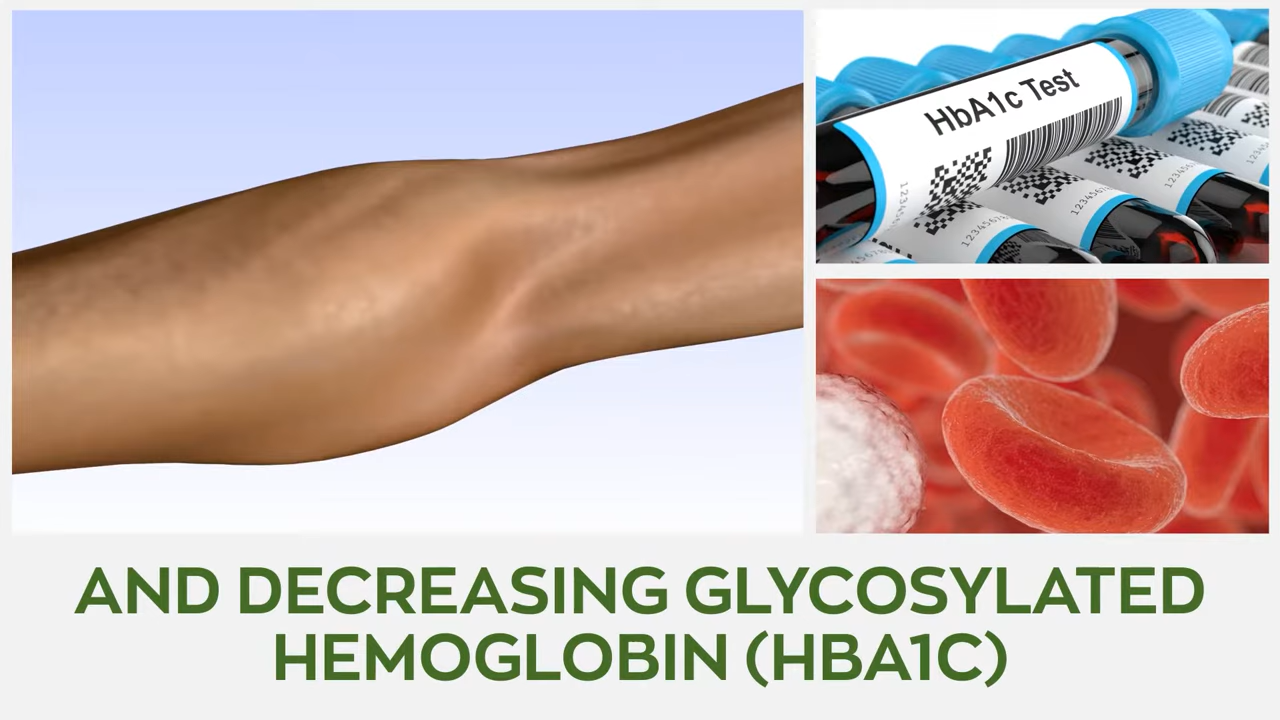 HbA1c Test
AND DECREASING GLYCOSYLATED
HEMOGLOBIN (HBA1C)